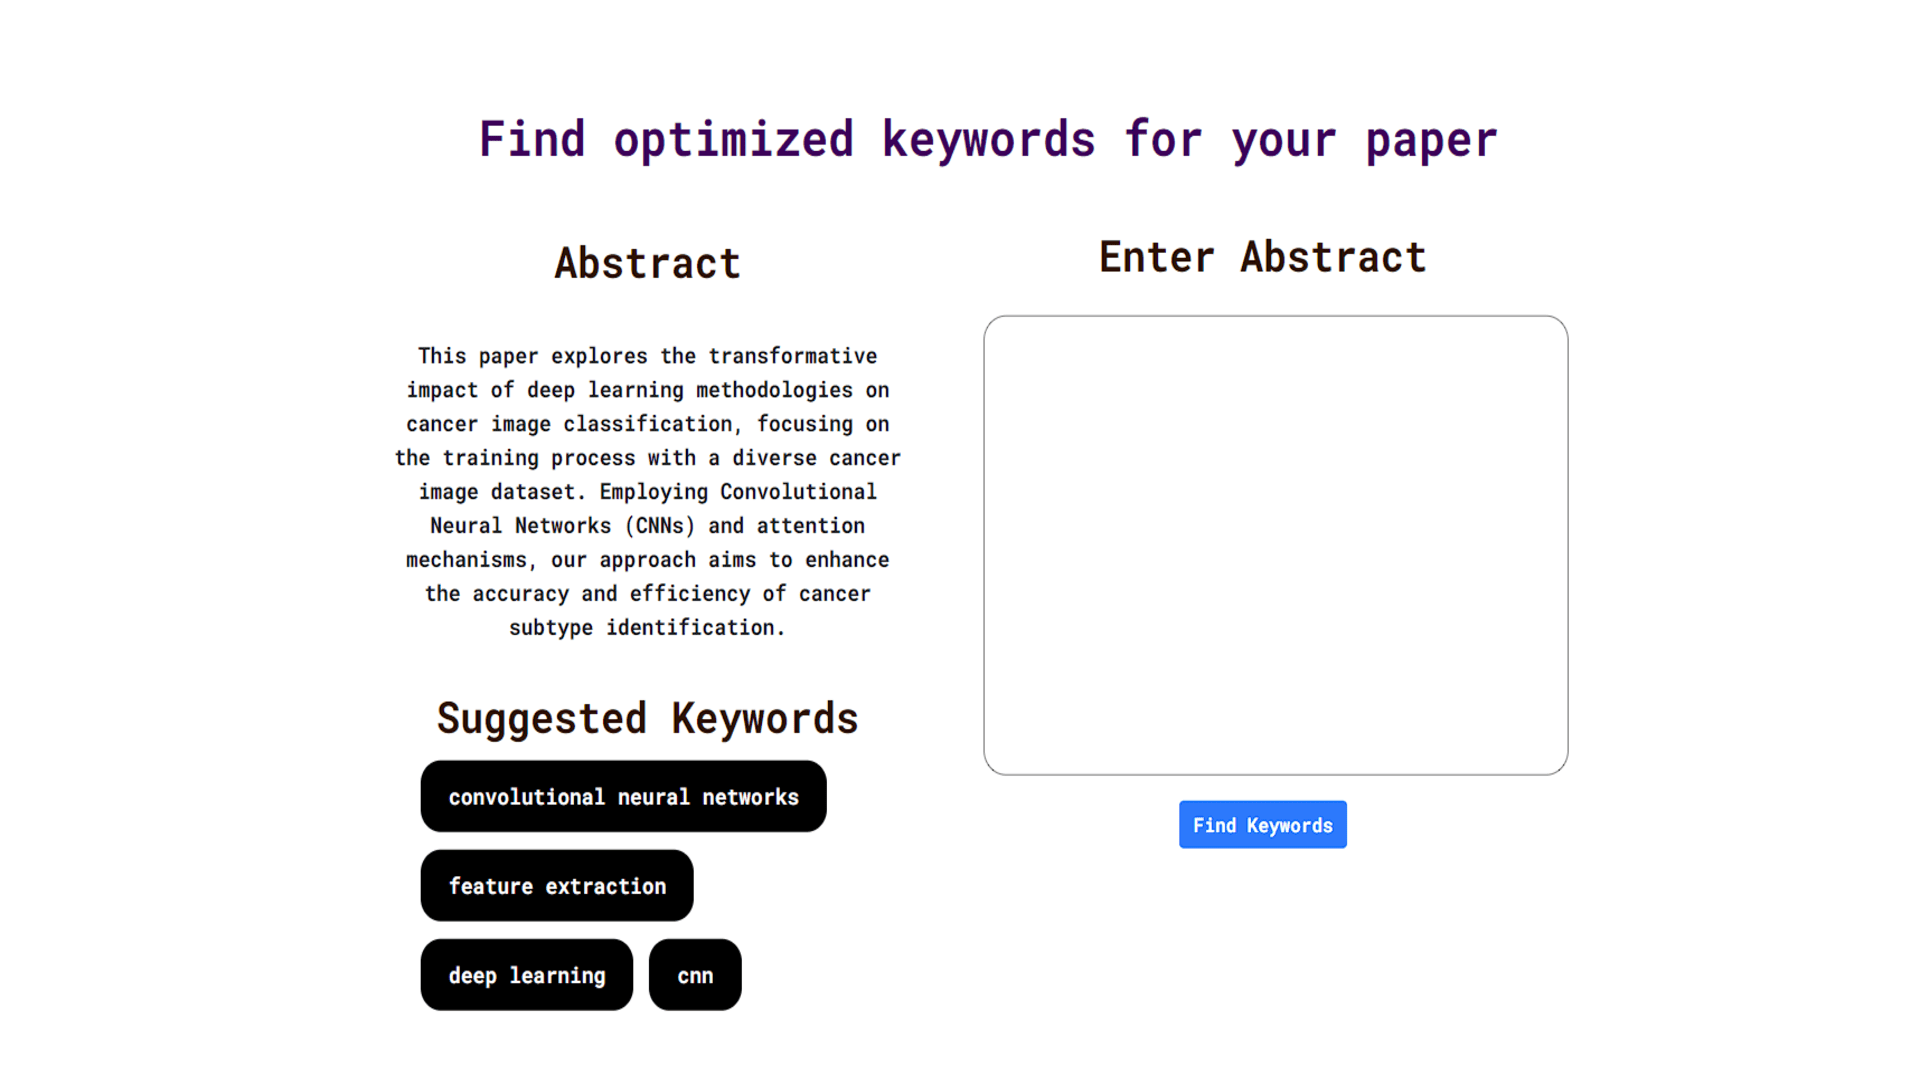 Find optimized keywords for your paper
Abstract
This paper explores the transformative
impact of deep learning methodologies on
cancer image classification, focusing on
the training process with a diverse cancer
image dataset. Employing Convolutional
Neural Networks (CNNs) and attention
mechanisms, our approach aims to enhance
the accuracy and efficiency of cancer
subtype identification.
Suggested Keywords
convolutional neural networks
feature extraction
deep learning
cnn
Enter Abstract
Find Keywords